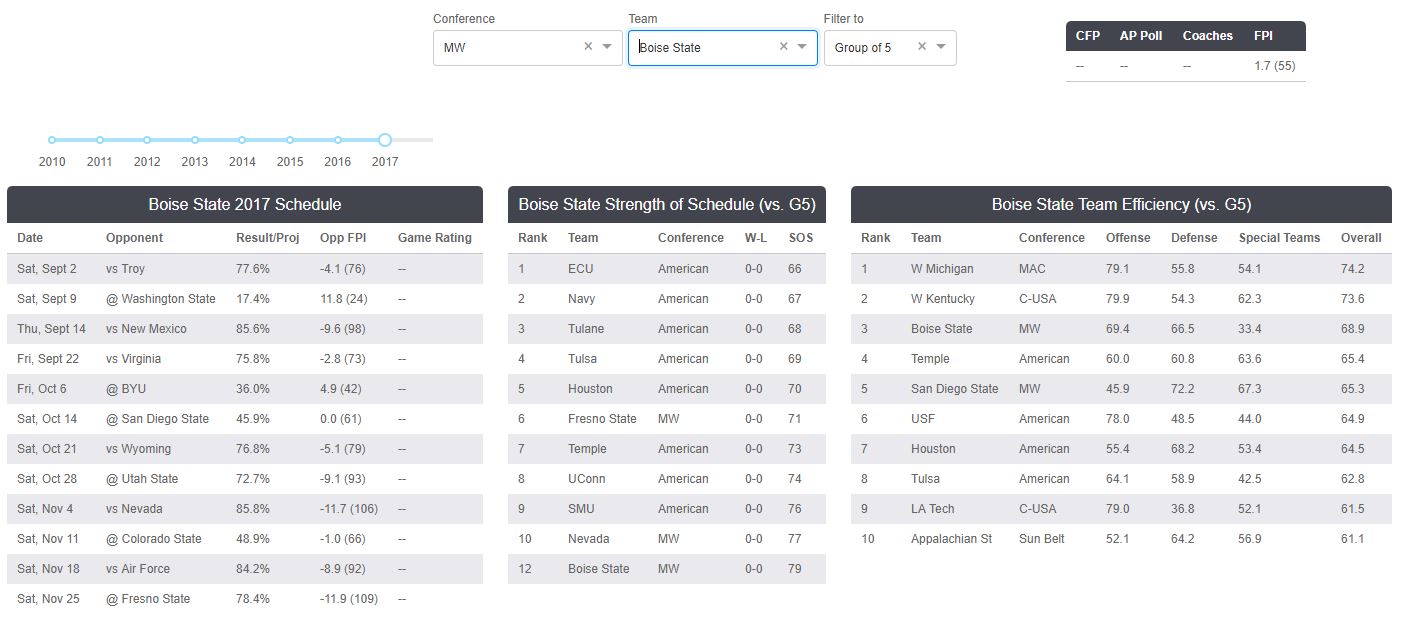 Conference Team Filter to
MW Boise State Group of 5
CFP AP Poll Coaches FPI
-- -- -- 1.7 (55)
2010 2011 2012 2013 2014 2015 2016 2017
Boise State 2017 Schedule
Date Opponent Result/Proj Opp FPI Game Rating
Sat, Sept 2 vs Troy 77.6% -4.1 (76) --
Sat, Sept 9 @ Washington State 17.4% 11.8 (24) --
Thu, Sept 14 vs New Mexico 85.6% -9.6 (98) --
Fri, Sept 22 vs Virginia 75.8% -2.8 (73) --
Fri, Oct 6 @ BYU 36.0% 4.9 (42) --
Sat, Oct 14 @ San Diego State 45.9% 0.0 (61) --
Sat, Oct 21 vs Wyoming 76.8% -5.1 (79) --
Sat, Oct 28 @ Utah State 72.7% -9.1 (93) --
Sat, Nov 4 vs Nevada 85.8% -11.7 (106) --
Sat, Nov 11 @ Colorado State 48.9% -1.0 (66) --
Sat, Nov 18 vs Air Force 84.2% -8.9 (92) --
Sat, Nov 25 @ Fresno State 78.4% -11.9 (109) --
Boise State Strength of Schedule (vs. G5)
Rank Team Conference W-L SOS
1 ECU American 0-0 66
2 Navy American 0-0 67
3 Tulane American 0-0 68
4 Tulsa American 0-0 69
5 Houston American 0-0 70
6 Fresno State MW 0-0 71
7 Temple American 0-0 73
8 UConn American 0-0 74
9 SMU American 0-0 76
10 Nevada MW 0-0 77
12 Boise State MW 0-0 79
Boise State Team Efficiency (vs. G5)
Rank Team Conference Offense Defense Special Teams Overall
1 W Michigan MAC 79.1 55.8 54.1 74.2
2 W Kentucky C-USA 79.9 54.3 62.3 73.6
3 Boise State MW 69.4 66.5 33.4 68.9
4 Temple American 60.0 60.8 63.6 65.4
5 San Diego State MW 45.9 72.2 67.3 65.3
6 USF American 78.0 48.5 44.0 64.9
7 Houston American 55.4 68.2 53.4 64.5
8 Tulsa American 64.1 58.9 42.5 62.8
9 LA Tech C-USA 79.0 36.8 52.1 61.5
10 Appalachian St Sun Belt 52.1 64.2 56.9 61.1